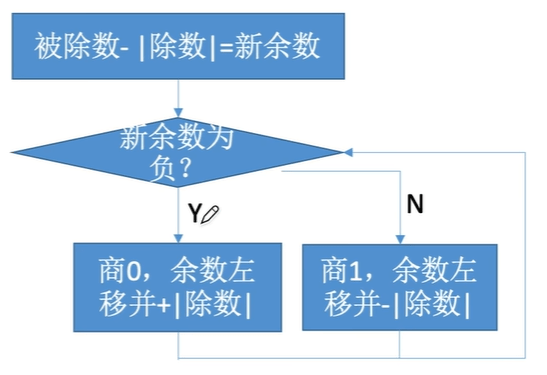 被除数- |除数|=新余数
新余数为
负？
Y
N
商0，余数左
移并+|除数|
商1，余数左
移并-|除数|